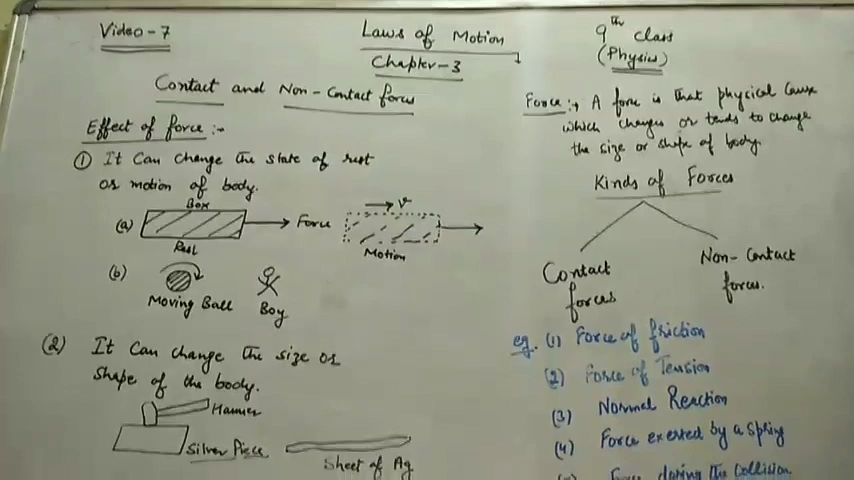 Video-7
Laws of Motion
Chapter-3
9th class
(Physics)
Contact and Non-Contact forces
Effect of force :-
① It Can change the state of rest
or motion of body.
Box
(a) Force
Rest
v
Motion
(b)
Moving Ball
Boy
(2) It Can change the size or
shape of the body.
Hammer
Silver Piece
Sheet of Ag
Force :- A force is that physical cause
which changes or tends to change
the size or shape of body.
Kinds of Forces
Contact
forces
Non-Contact
forces.
eg. (1) Force of friction
(2) Force of Tension
(3) Normal Reaction
(4) Force exerted by a spring
Force during the Collision